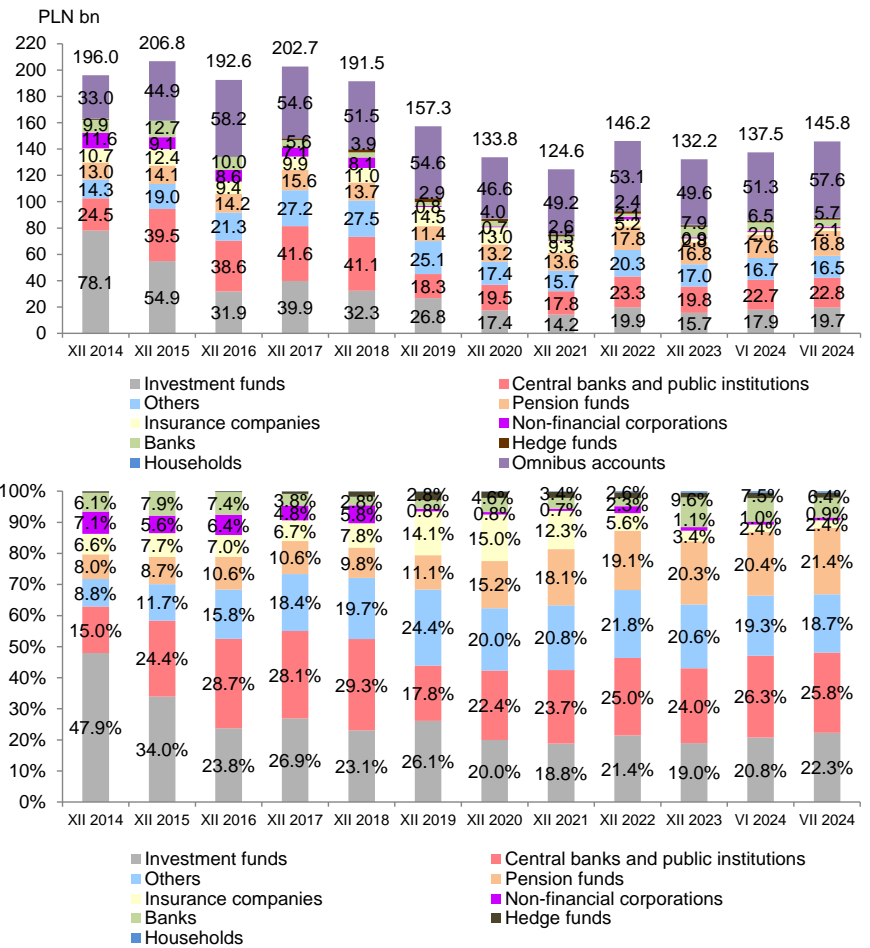 PLN bn
220
200
180
160
140
120
100
80
60
40
20
0
196.0 206.8 192.6 202.7 191.5 157.3 133.8 124.6 146.2 132.2 137.5 145.8
33.0 44.9 58.2 54.6 51.5 54.6 46.6 49.2 53.1 49.6 51.3 57.6
9.9 12.7 10.0 5.6 3.9 2.9 4.0 2.6 2.4 7.9 6.5 5.7
11.6 9.1 8.6 7.1 8.1 0.8 0.7 0.5 2.1
10.7 12.4 9.4 9.9 11.0 14.5 13.0 9.3 5.2 2.0 2.1
13.0 14.1 14.2 15.6 13.7 11.4 13.2 13.6 17.8 16.8 17.6 18.8
14.3 19.0 21.3 27.2 27.5 25.1 17.4 15.7 20.3 17.0 16.7 16.5
24.5 39.5 38.6 41.6 41.1 18.3 19.5 17.8 23.3 19.8 22.7 22.8
78.1 54.9 31.9 39.9 32.3 26.8 17.4 14.2 19.9 15.7 17.9 19.7
XII 2014 XII 2015 XII 2016 XII 2017 XII 2018 XII 2019 XII 2020 XII 2021 XII 2022 XII 2023 VI 2024 VII 2024
Investment funds Central banks and public institutions
Others Pension funds
Insurance companies Non-financial corporations
Banks Hedge funds
Households Omnibus accounts
100%
90%
80%
70%
60%
50%
40%
30%
20%
10%
0%
6.1% 7.9% 7.4% 3.8% 2.8% 2.8% 4.6% 3.4% 2.6% 9.6% 7.5% 6.4%
7.1% 5.6% 6.4% 4.8% 5.8% 0.8% 0.8% 0.7% 2.3% 1.1% 1.0% 0.9%
6.6% 7.7% 7.0% 6.7% 7.8% 14.1% 15.0% 12.3% 5.6% 3.4% 2.4% 2.4%
8.0% 8.7% 10.6% 10.6% 9.8% 11.1% 15.2% 18.1% 19.1% 20.3% 20.4% 21.4%
8.8% 11.7% 15.8% 18.4% 19.7% 24.4% 20.0% 20.8% 21.8% 20.6% 19.3% 18.7%
15.0% 24.4% 28.7% 28.1% 29.3% 17.8% 22.4% 23.7% 25.0% 24.0% 26.3% 25.8%
47.9% 34.0% 23.8% 26.9% 23.1% 26.1% 20.0% 18.8% 21.4% 19.0% 20.8% 22.3%
XII 2014 XII 2015 XII 2016 XII 2017 XII 2018 XII 2019 XII 2020 XII 2021 XII 2022 XII 2023 VI 2024 VII 2024
Investment funds Central banks and public institutions
Others Pension funds
Insurance companies Non-financial corporations
Banks Hedge funds
Households